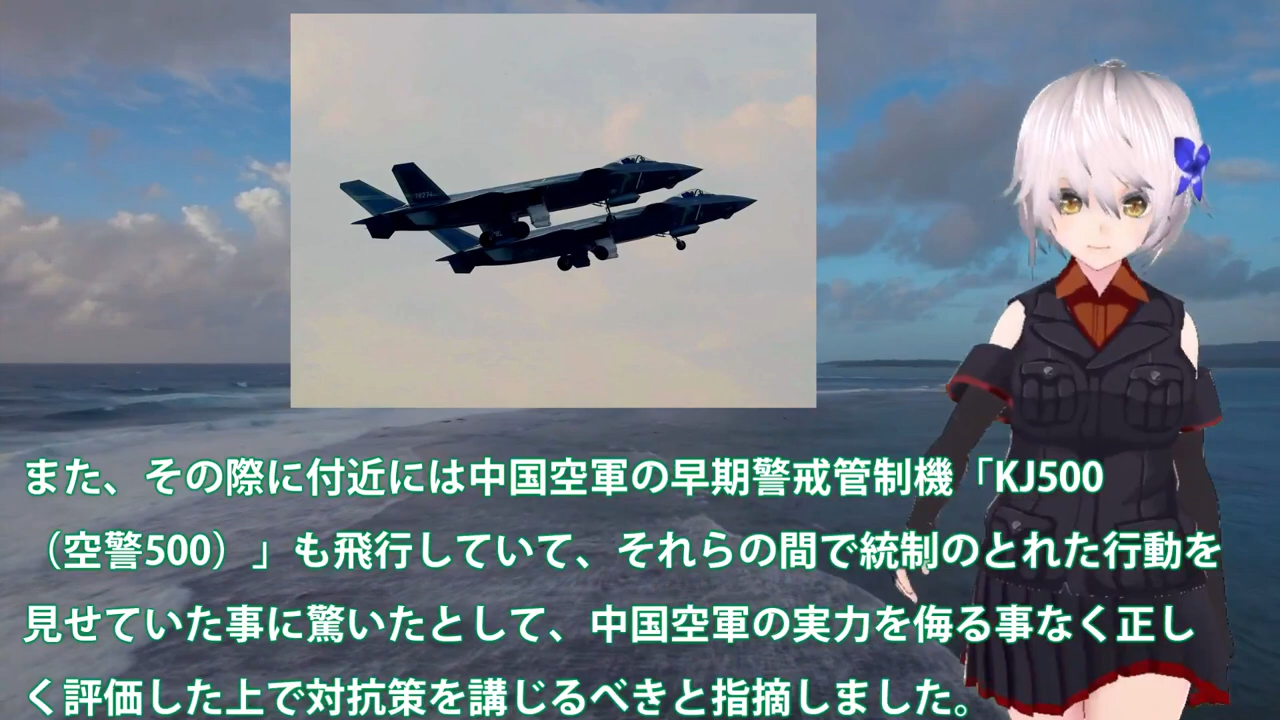 また、その際に付近には中国空軍の早期警戒管制機「KJ500
（空警500）」も飛行していて、それらの間で統制のとれた行動を
見せていた事に驚いたとして、中国空軍の実力を侮る事なく正し
く評価した上で対抗策を講じるべきと指摘しました。